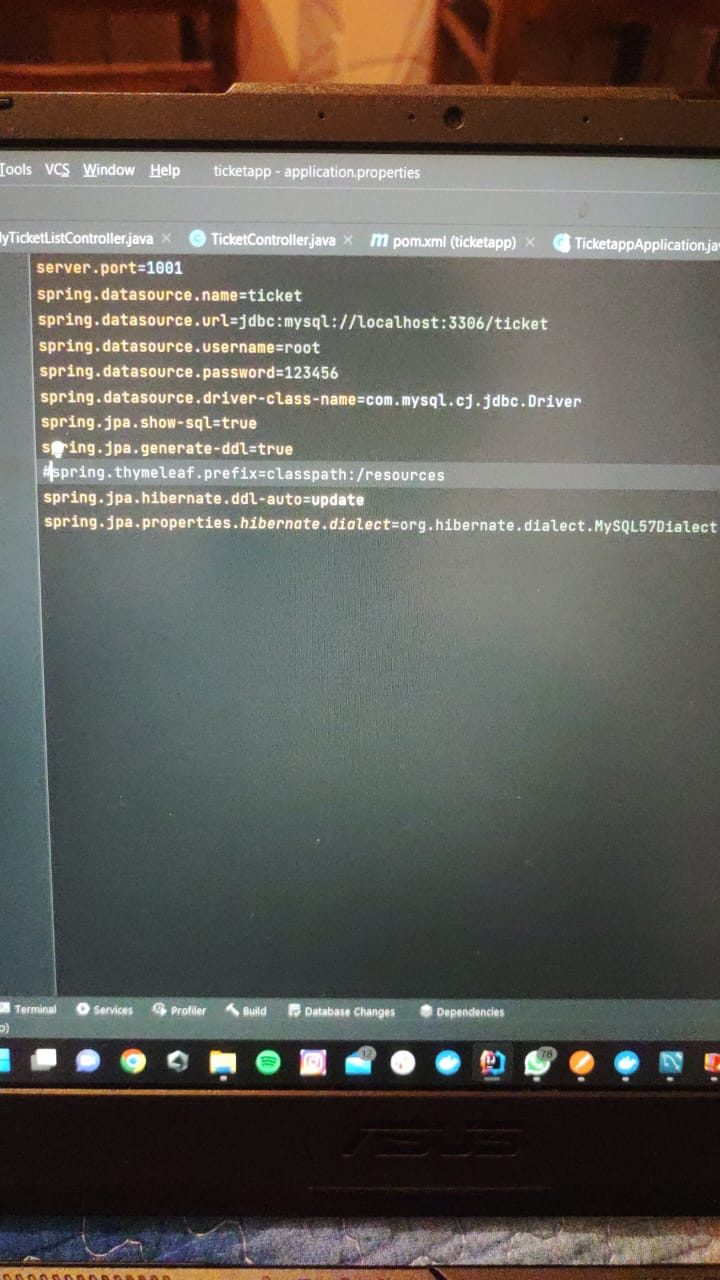 Tools VCS Window Help ticketapp - application.properties
lyTicketListController.java TicketController.java pom.xml (ticketapp) TicketappApplication.jav
server.port=1001
spring.datasource.name=ticket
spring.datasource.url=jdbc:mysql://localhost:3306/ticket
spring.datasource.username=root
spring.datasource.password=123456
spring.datasource.driver-class-name=com.mysql.cj.jdbc.Driver
spring.jpa.show-sql=true
spring.jpa.generate-ddl=true
#spring.thymeleaf.prefix=classpath:/resources
spring.jpa.hibernate.ddl-auto=update
spring.jpa.properties.hibernate.dialect=org.hibernate.dialect.MySQL57Dialect
Terminal Services Profiler Build Database Changes Dependencies
o)
12 78
ASUS